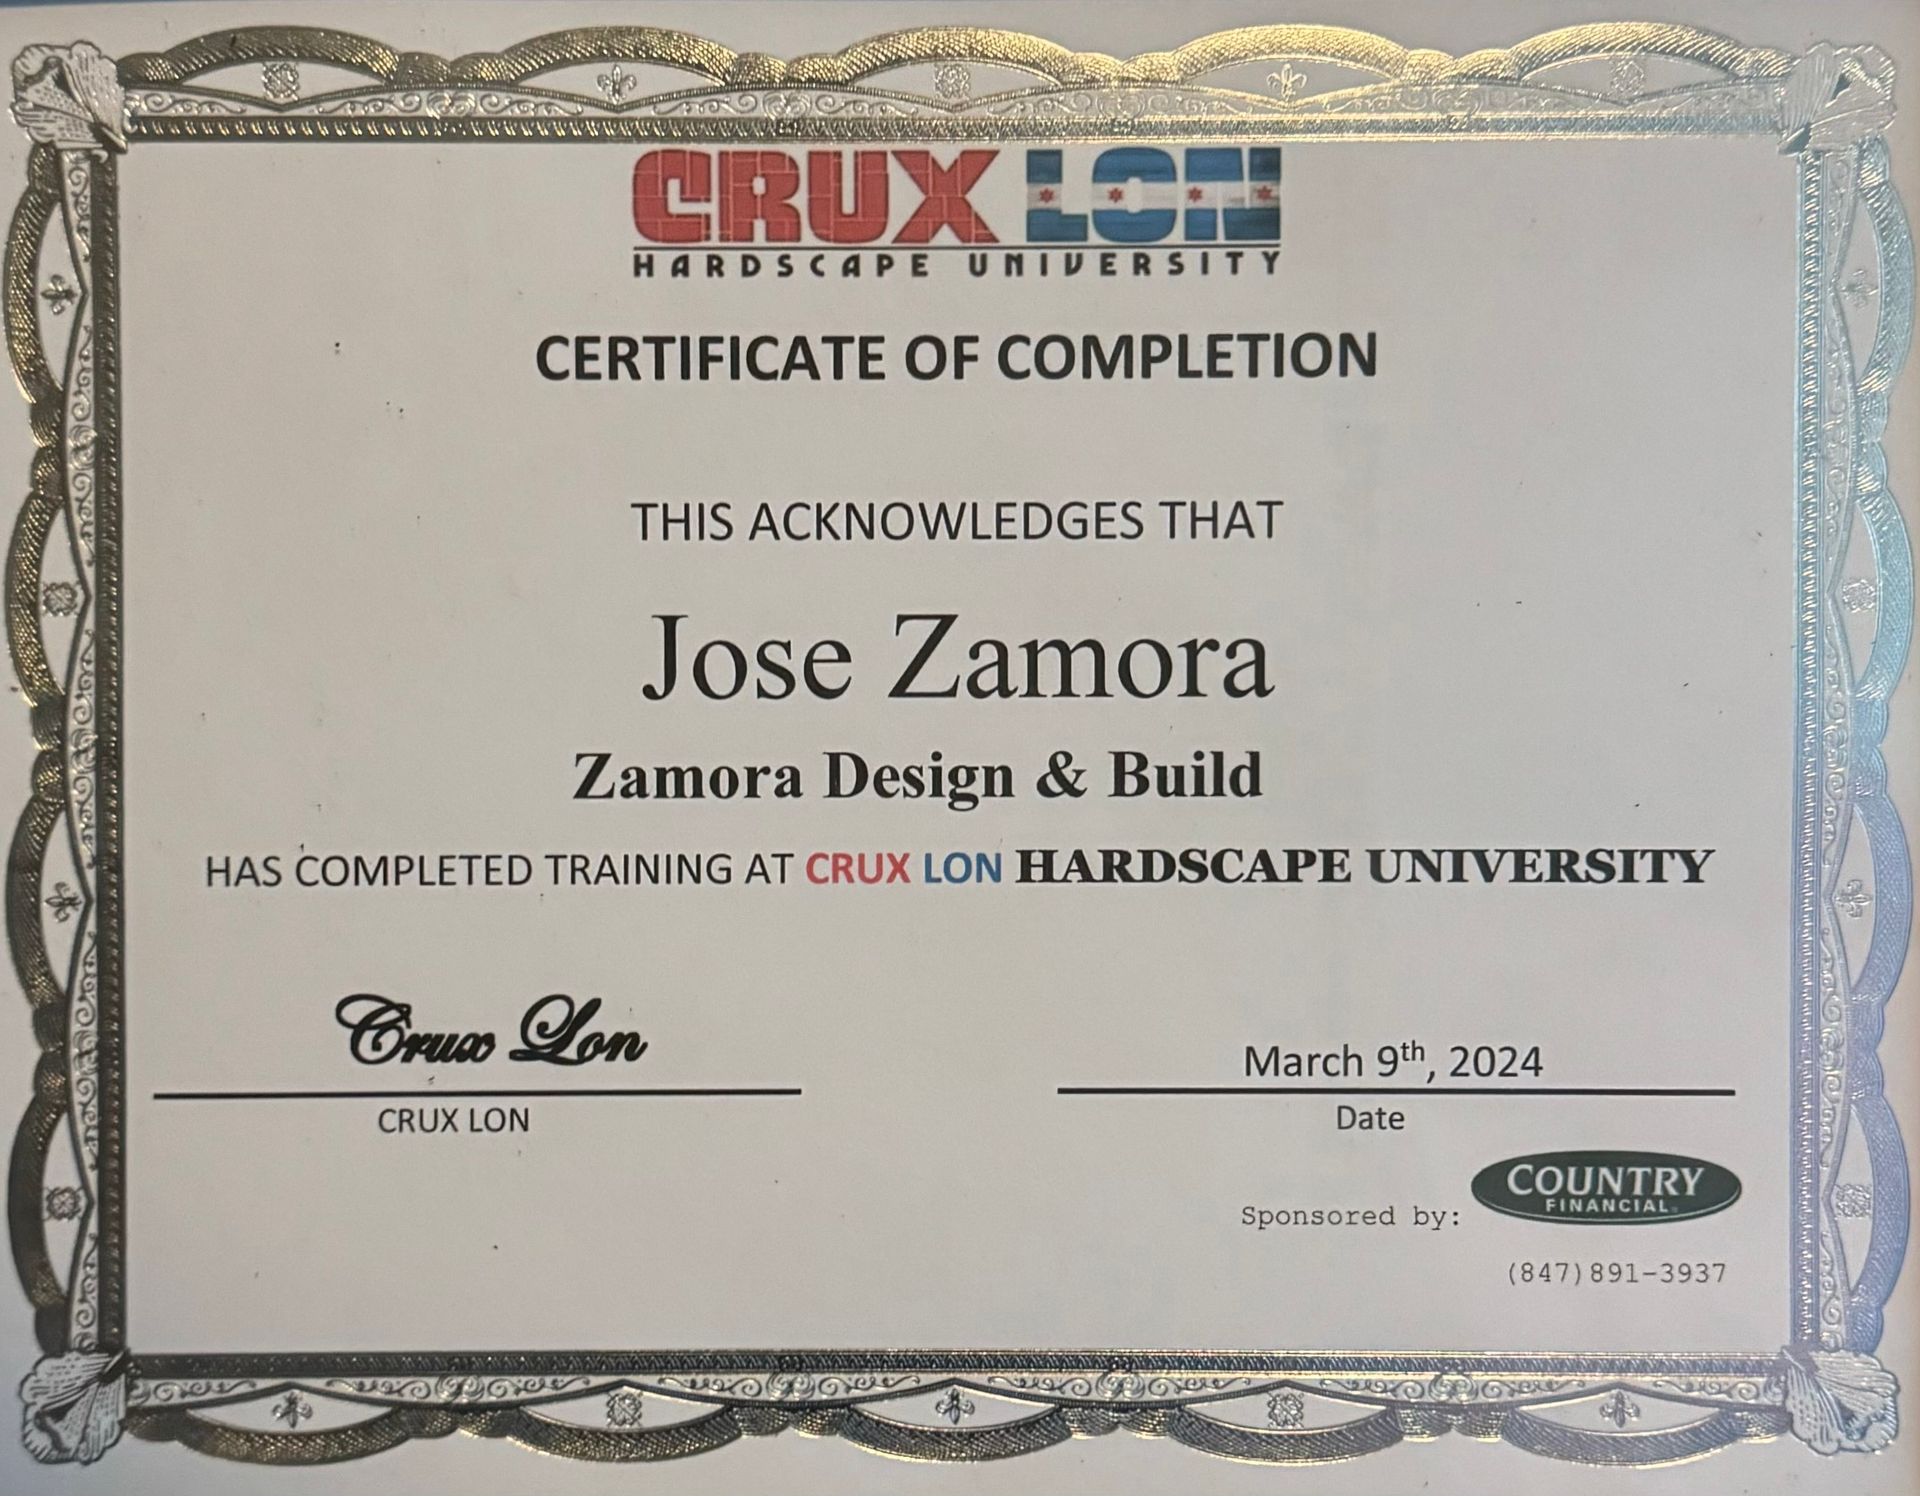 CRUX LON
HARDSCAPE UNIVERSITY
CERTIFICATE OF COMPLETION
THIS ACKNOWLEDGES THAT
Jose Zamora
Zamora Design & Build
HAS COMPLETED TRAINING AT CRUX LON HARDSCAPE UNIVERSITY
Crux Lon
CRUX LON
March 9th, 2024
Date
Sponsored by:
COUNTRY
FINANCIAL
(847)891-3937